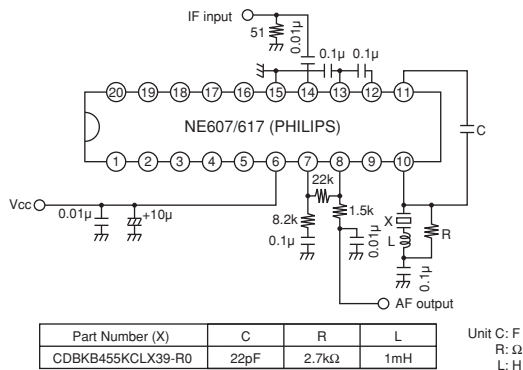 IF input
51
0.01μ
0.1μ 0.1μ
20 19 18 17 16 15 14 13 12 11
NE607/617 (PHILIPS)
C
1 2 3 4 5 6 7 8 9 10
22k
Vcc
0.01μ
+10μ
8.2k
1.5k
0.1μ
0.01μ
X
L
R
0.1μ
AF output
Part Number (X) C R L
CDBKB455KCLX39-R0 22pF 2.7kΩ 1mH
Unit C: F
R: Ω
L: H